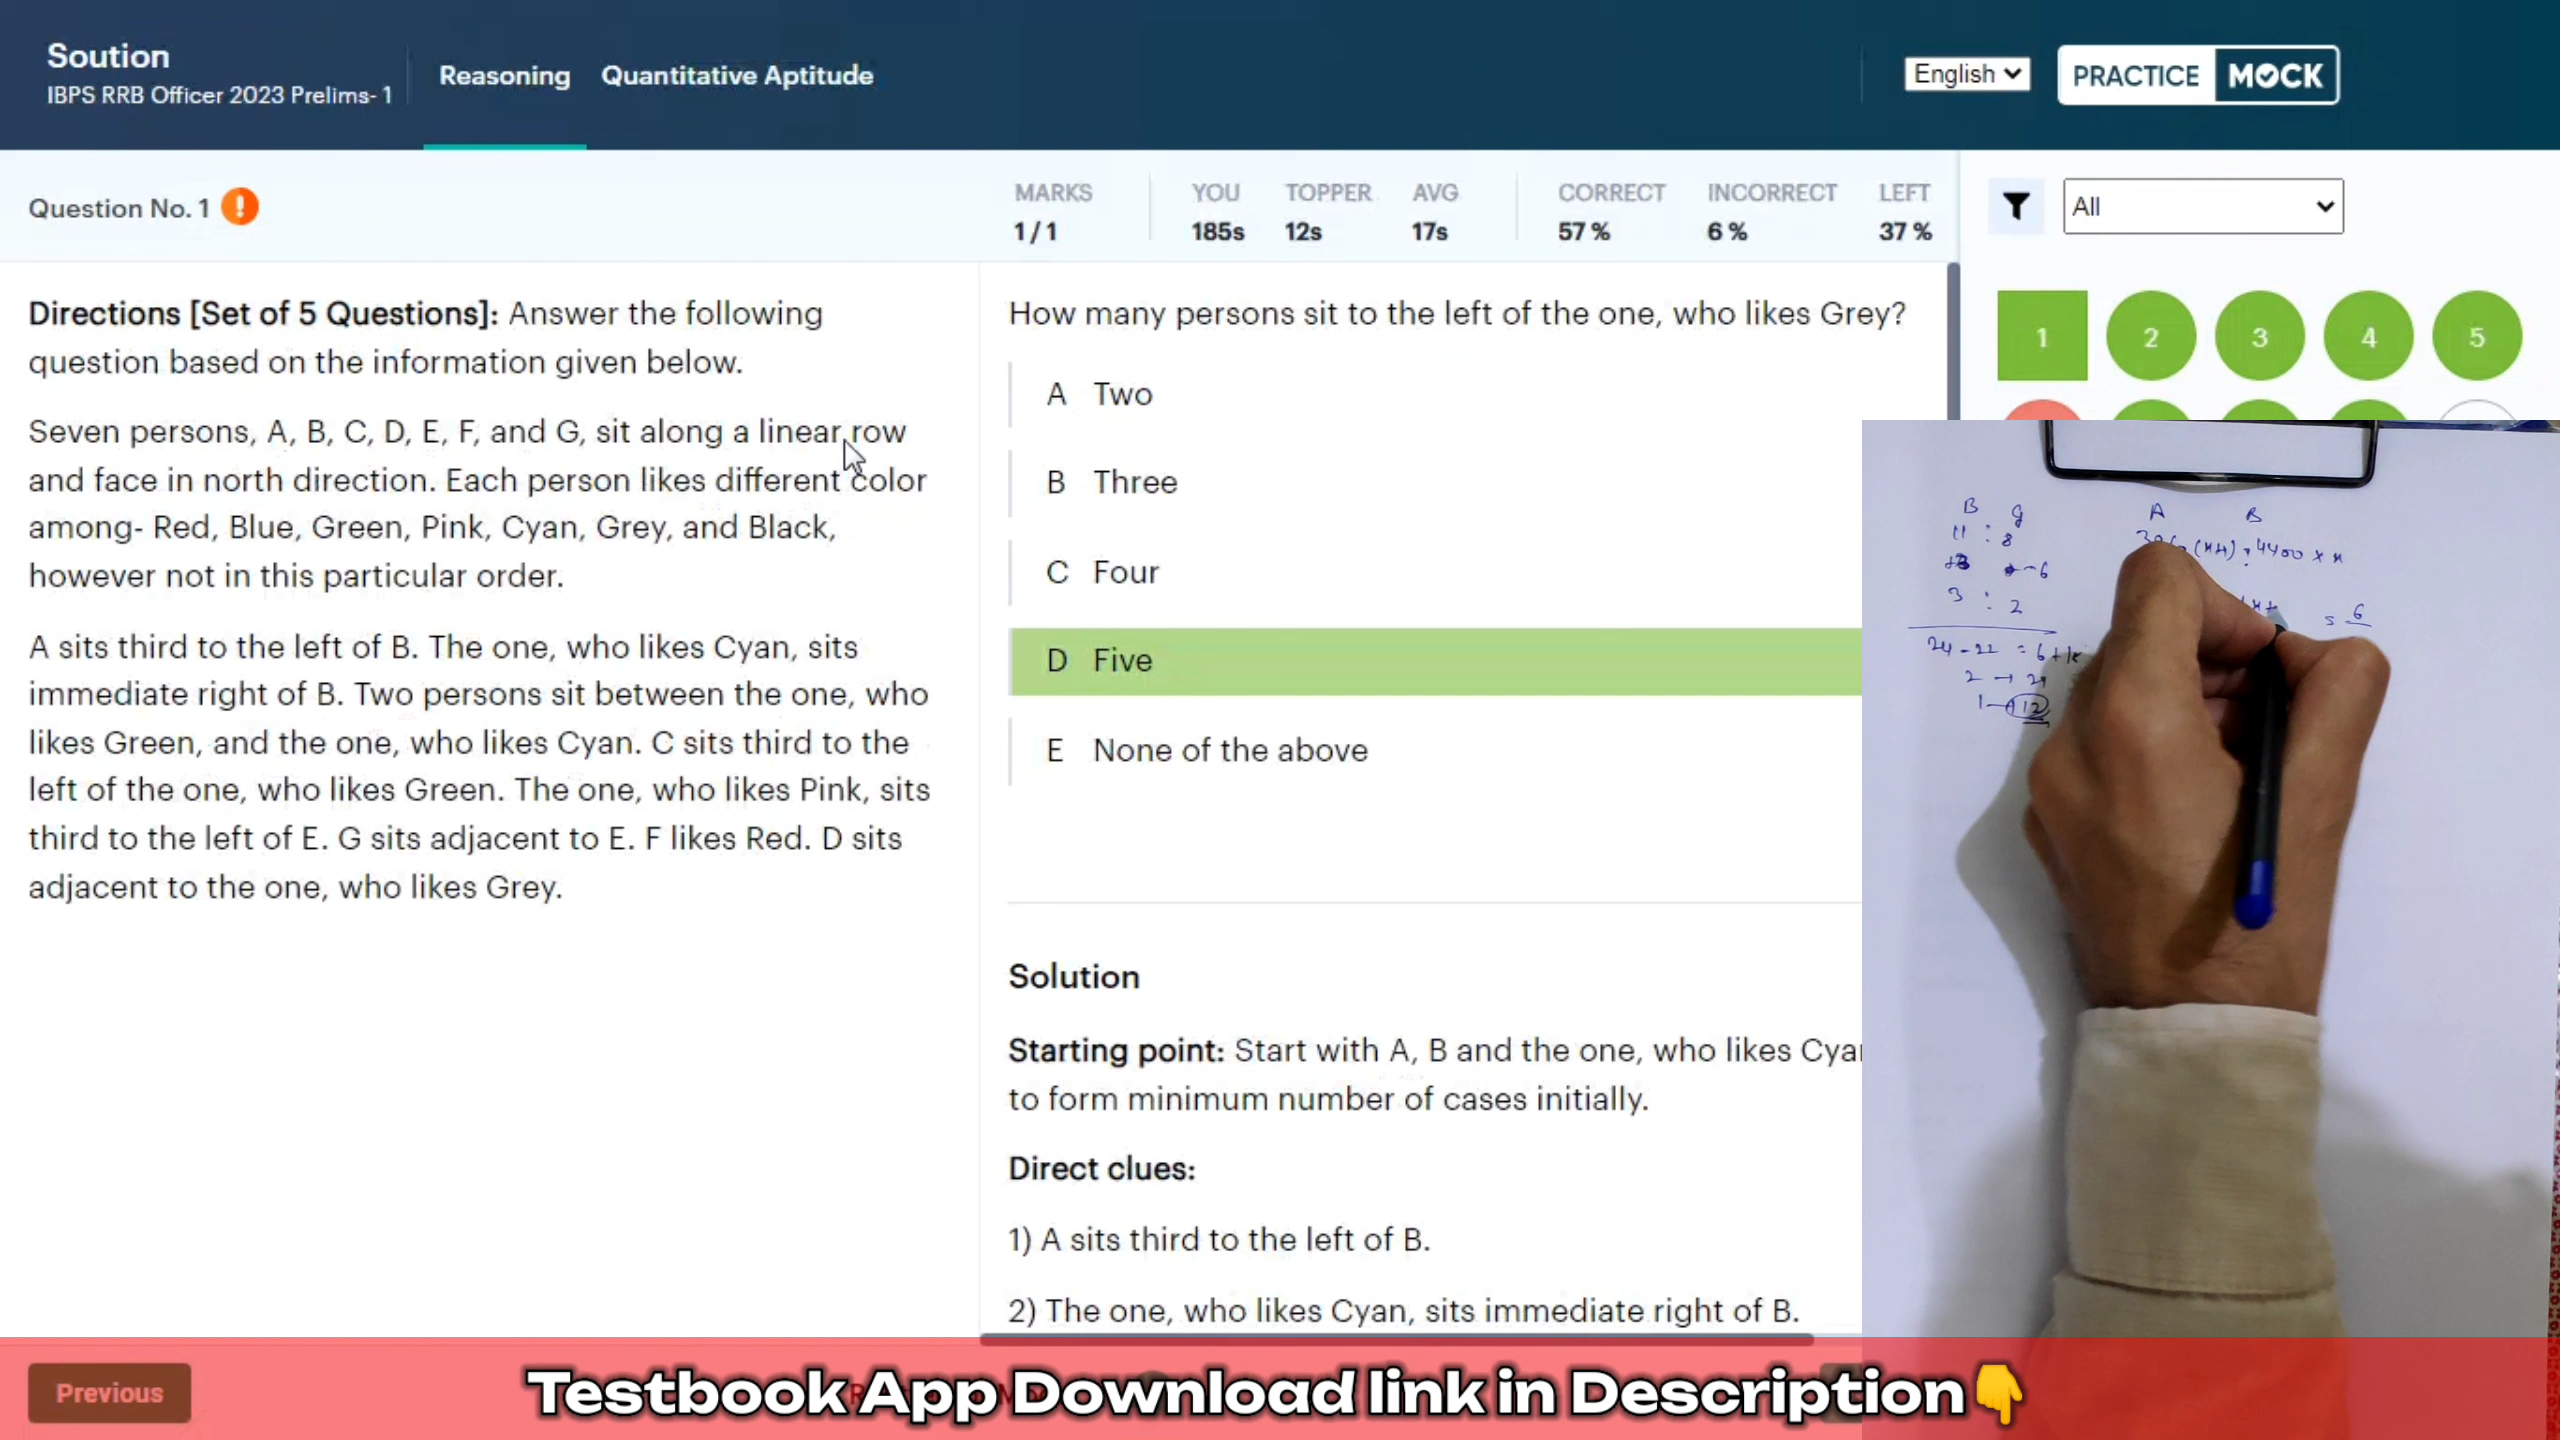 Soution
IBPS RRB Officer 2023 Prelims- 1
Reasoning
Quantitative Aptitude
English
PRACTICE MOCK
Question No. 1
MARKS
1 / 1
YOU
185s
TOPPER
12s
AVG
17s
CORRECT
57 %
INCORRECT
6 %
LEFT
37 %
All
1 2 3 4 5
Directions [Set of 5 Questions]: Answer the following
question based on the information given below.
Seven persons, A, B, C, D, E, F, and G, sit along a linear row
and face in north direction. Each person likes different color
among- Red, Blue, Green, Pink, Cyan, Grey, and Black,
however not in this particular order.
A sits third to the left of B. The one, who likes Cyan, sits
immediate right of B. Two persons sit between the one, who
likes Green, and the one, who likes Cyan. C sits third to the
left of the one, who likes Green. The one, who likes Pink, sits
third to the left of E. G sits adjacent to E. F likes Red. D sits
adjacent to the one, who likes Grey.
How many persons sit to the left of the one, who likes Grey?
A Two
B Three
C Four
D Five
E None of the above
Solution
Starting point: Start with A, B and the one, who likes
to form minimum number of cases initially.
Direct clues:
1) A sits third to the left of B.
2) The one, who likes Cyan, sits immediate right of B.
B g
11 : 8
3 : 2
24 - 22 = 6 +
1 12
A B
4400 x x
= 6
Previous
Testbook App Download link in Description👇